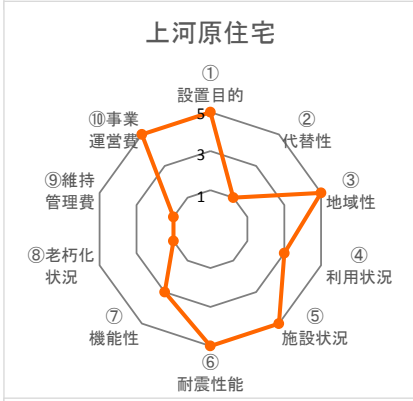 上河原住宅
①
設置目的
②
代替性
③
地域性
④
利用状況
⑤
施設状況
⑥
耐震性能
⑦
機能性
⑧老朽化
状況
⑨維持
管理費
⑩事業
運営費
5
3
1